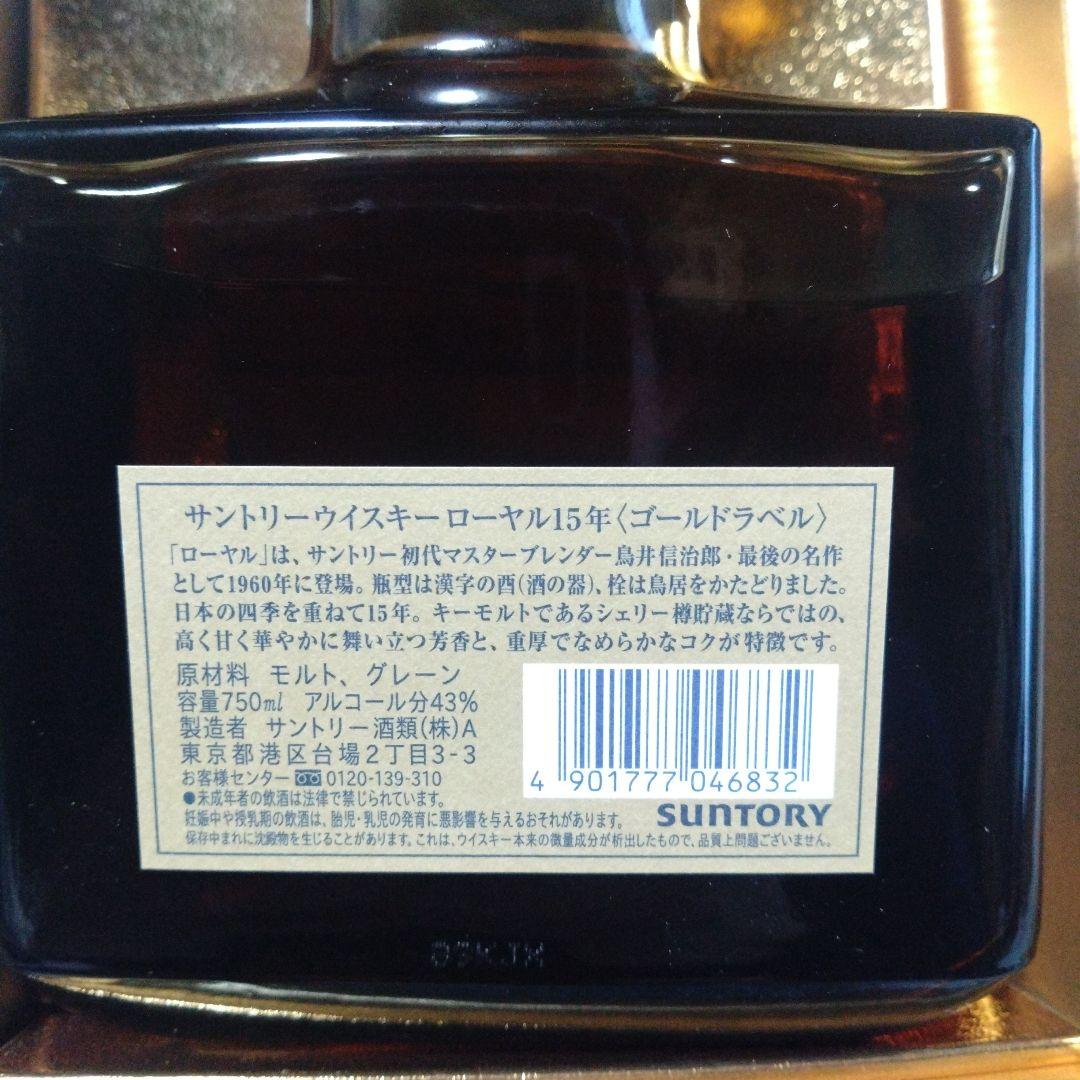 サントリーウイスキー ローヤル15年〈ゴールドラベル〉
「ローヤル」は、サントリー初代マスターブレンダー鳥井信治郎・最後の名作
として1960年に登場。瓶型は漢字の酉(酒の器)、栓は鳥居をかたどりました。
日本の四季を重ねて15年。キーモルトであるシェリー樽貯蔵ならではの、
高く甘く華やかに舞い立つ芳香と、重厚でなめらかなコクが特徴です。
原材料 モルト、グレーン
容量750ml アルコール分43%
製造者 サントリー酒類(株)A
東京都港区台場2丁目3-3
お客様センター 0120-139-310
●未成年者の飲酒は法律で禁じられています。
妊娠中や授乳期の飲酒は、胎児・乳児の発育に悪影響を与えるおそれがあります。
保存中まれに沈殿物を生じることがあります。これは、ウイスキー本来の微量成分が析出したもので、品質上問題ございません。
4 901777 046832
SUNTORY